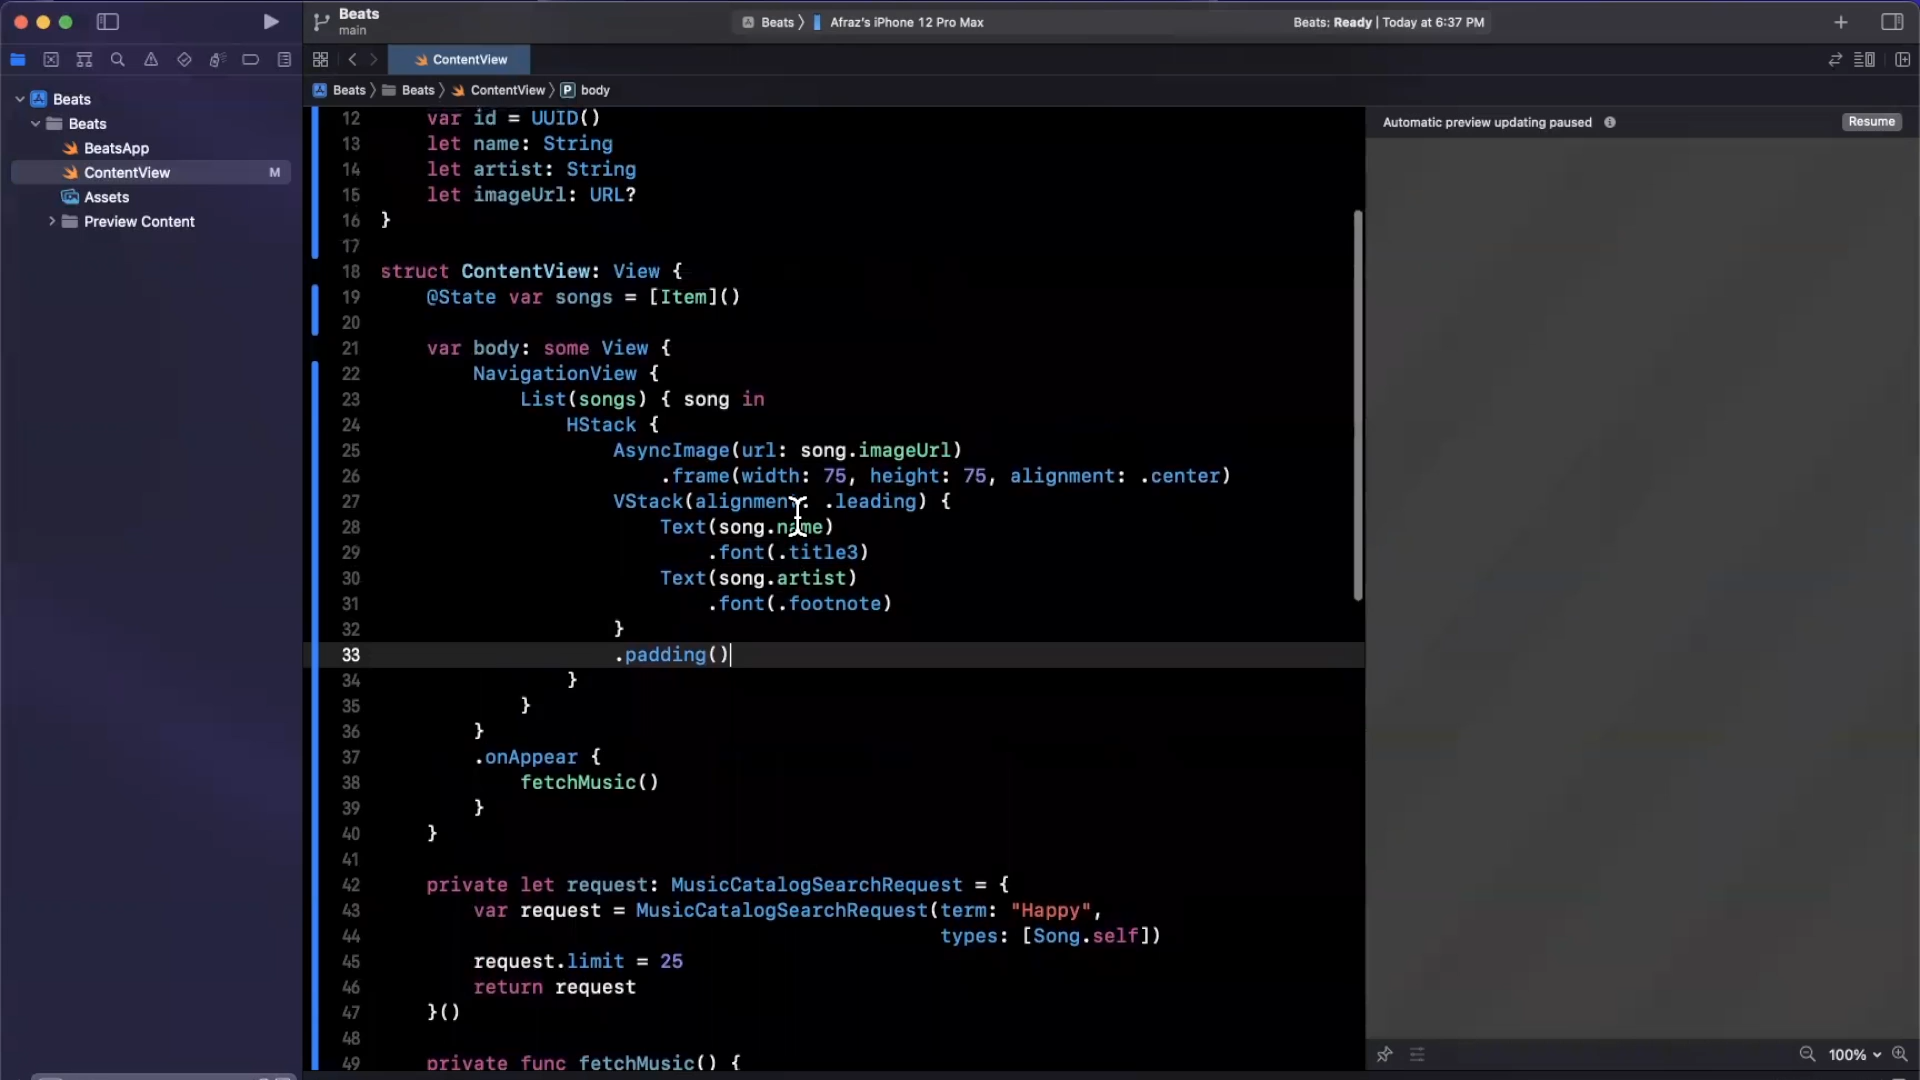 Beats
main
Beats
Afraz's iPhone 12 Pro Max
Beats: Ready | Today at 6:37 PM
ContentView
Beats
Beats
ContentView
P
body
Beats
Beats
BeatsApp
ContentView
M
Assets
Preview Content
12 var id = UUID()
13 let name: String
14 let artist: String
15 let imageUrl: URL?
16 }
17
18 struct ContentView: View {
19 @State var songs = [Item]()
20
21 var body: some View {
22 NavigationView {
23 List(songs) { song in
24 HStack {
25 AsyncImage(url: song.imageUrl)
26 .frame(width: 75, height: 75, alignment: .center)
27 VStack(alignment: .leading) {
28 Text(song.name)
29 .font(.title3)
30 Text(song.artist)
31 .font(.footnote)
32 }
33 .padding()
34 }
35 }
36 }
37 .onAppear {
38 fetchMusic()
39 }
40 }
41
42 private let request: MusicCatalogSearchRequest = {
43 var request = MusicCatalogSearchRequest(term: "Happy",
44 types: [Song.self])
45 request.limit = 25
46 return request
47 }()
48
49 private func fetchMusic() {
Automatic preview updating paused
Resume
100%